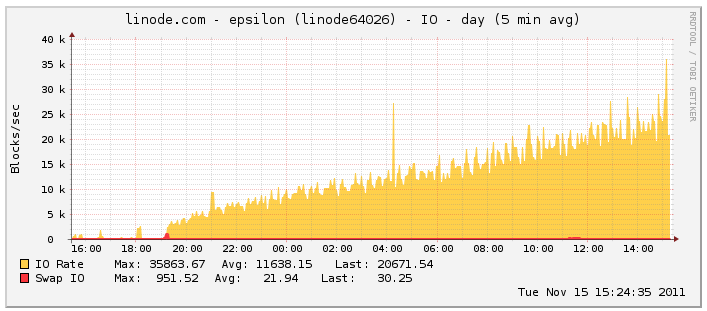 linode.com - epsilon (linode64026) - IO - day (5 min avg)
RRDTOOL / TOBI OETIKER
Blocks/sec
40 k
35 k
30 k
25 k
20 k
15 k
10 k
5 k
0
16:00 18:00 20:00 22:00 00:00 02:00 04:00 06:00 08:00 10:00 12:00 14:00
IO Rate Max: 35863.67 Avg: 11638.15 Last: 20671.54
Swap IO Max: 951.52 Avg: 21.94 Last: 30.25
Tue Nov 15 15:24:35 2011